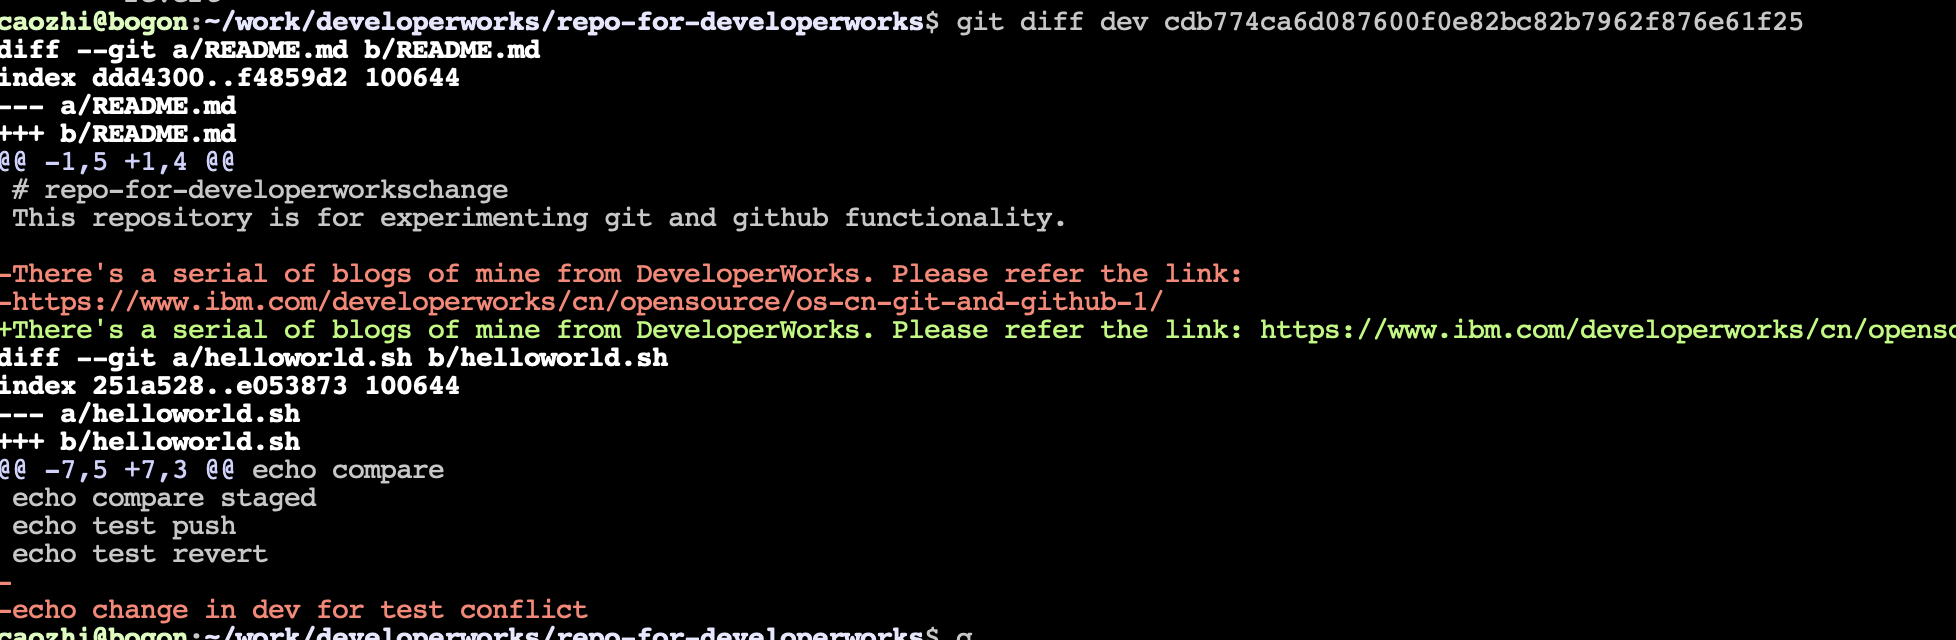 caozhi@bogon:~/work/developerworks/repo-for-developerworks$ git diff dev cdb774ca6d087600f0e82bc82b7962f876e61f25
diff --git a/README.md b/README.md
index ddd4300..f4859d2 100644
--- a/README.md
+++ b/README.md
@@ -1,5 +1,4 @@
 # repo-for-developerworkschange
 This repository is for experimenting git and github functionality.

-There's a serial of blogs of mine from DeveloperWorks. Please refer the link:
-https://www.ibm.com/developerworks/cn/opensource/os-cn-git-and-github-1/
+There's a serial of blogs of mine from DeveloperWorks. Please refer the link: https://www.ibm.com/developerworks/cn/openso
diff --git a/helloworld.sh b/helloworld.sh
index 251a528..e053873 100644
--- a/helloworld.sh
+++ b/helloworld.sh
@@ -7,5 +7,3 @@ echo compare
 echo compare staged
 echo test push
 echo test revert
-
-echo change in dev for test conflict
caozhi@bogon:~/work/developerworks/repo-for-developerworks$ g